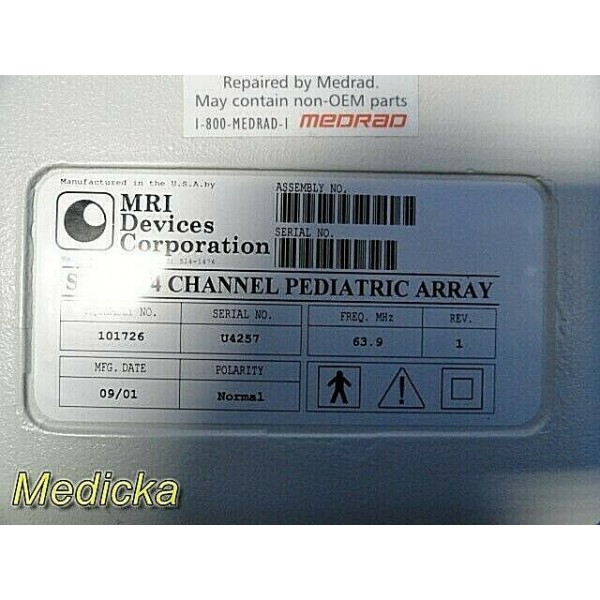 Repaired by Medrad.
May contain non-OEM parts
1-800-MEDRAD-1 MEDRAD
Manufactured in the U.S.A. by
MRI
Devices
Corporation
ASSEMBLY NO.
SERIAL NO.
4 CHANNEL PEDIATRIC ARRAY
NO. SERIAL NO. FREQ. MHz REV.
101726 U4257 63.9 1
MFG. DATE POLARITY
09/01 Normal
Medicka